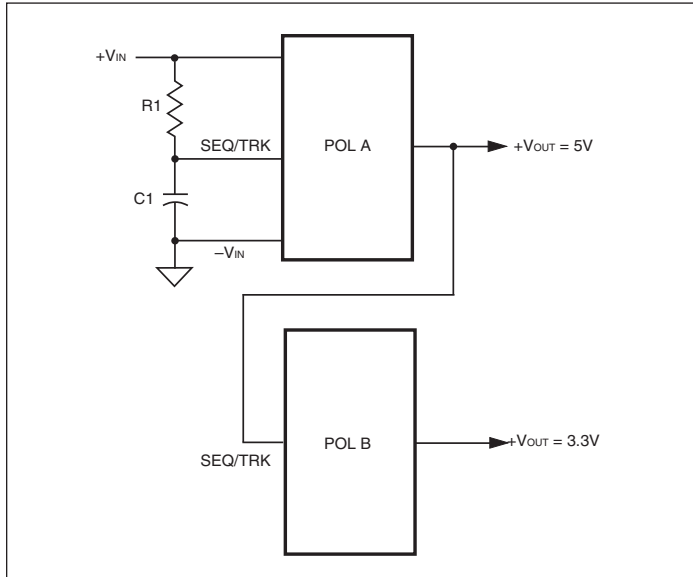 +VIN
R1
SEQ/TRK
POL A
+VOUT = 5V
C1
–VIN
POL B
+VOUT = 3.3V
SEQ/TRK